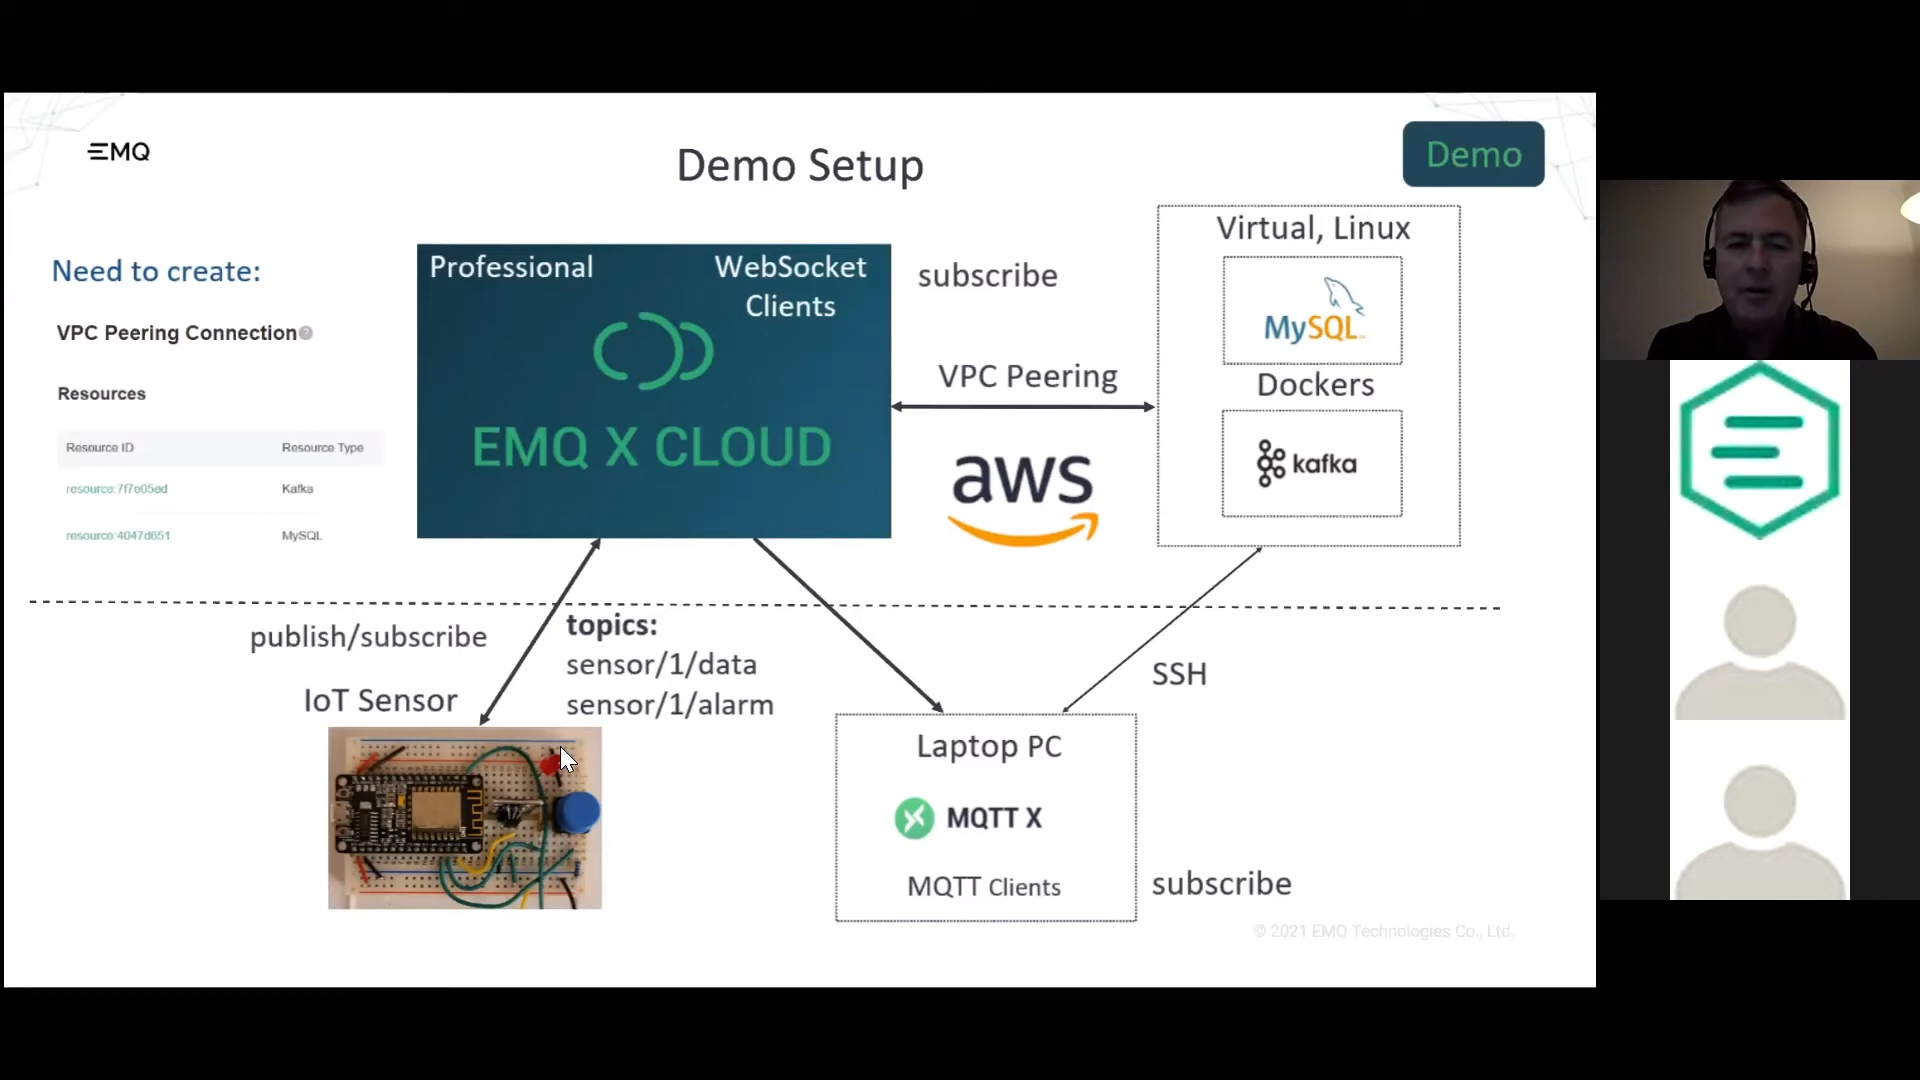 EMQ
Demo Setup
Demo
Need to create:
VPC Peering Connection
Resources
Resource ID Resource Type
resource:7f7e05ed Kafka
resource:4047d651 MySQL
Professional
WebSocket
Clients
EMQ X CLOUD
subscribe
VPC Peering
aws
Virtual, Linux
MySQL
Dockers
kafka
publish/subscribe
topics:
sensor/1/data
sensor/1/alarm
IoT Sensor
SSH
Laptop PC
MQTT X
MQTT Clients
subscribe
© 2021 EMQ Technologies Co., Ltd.